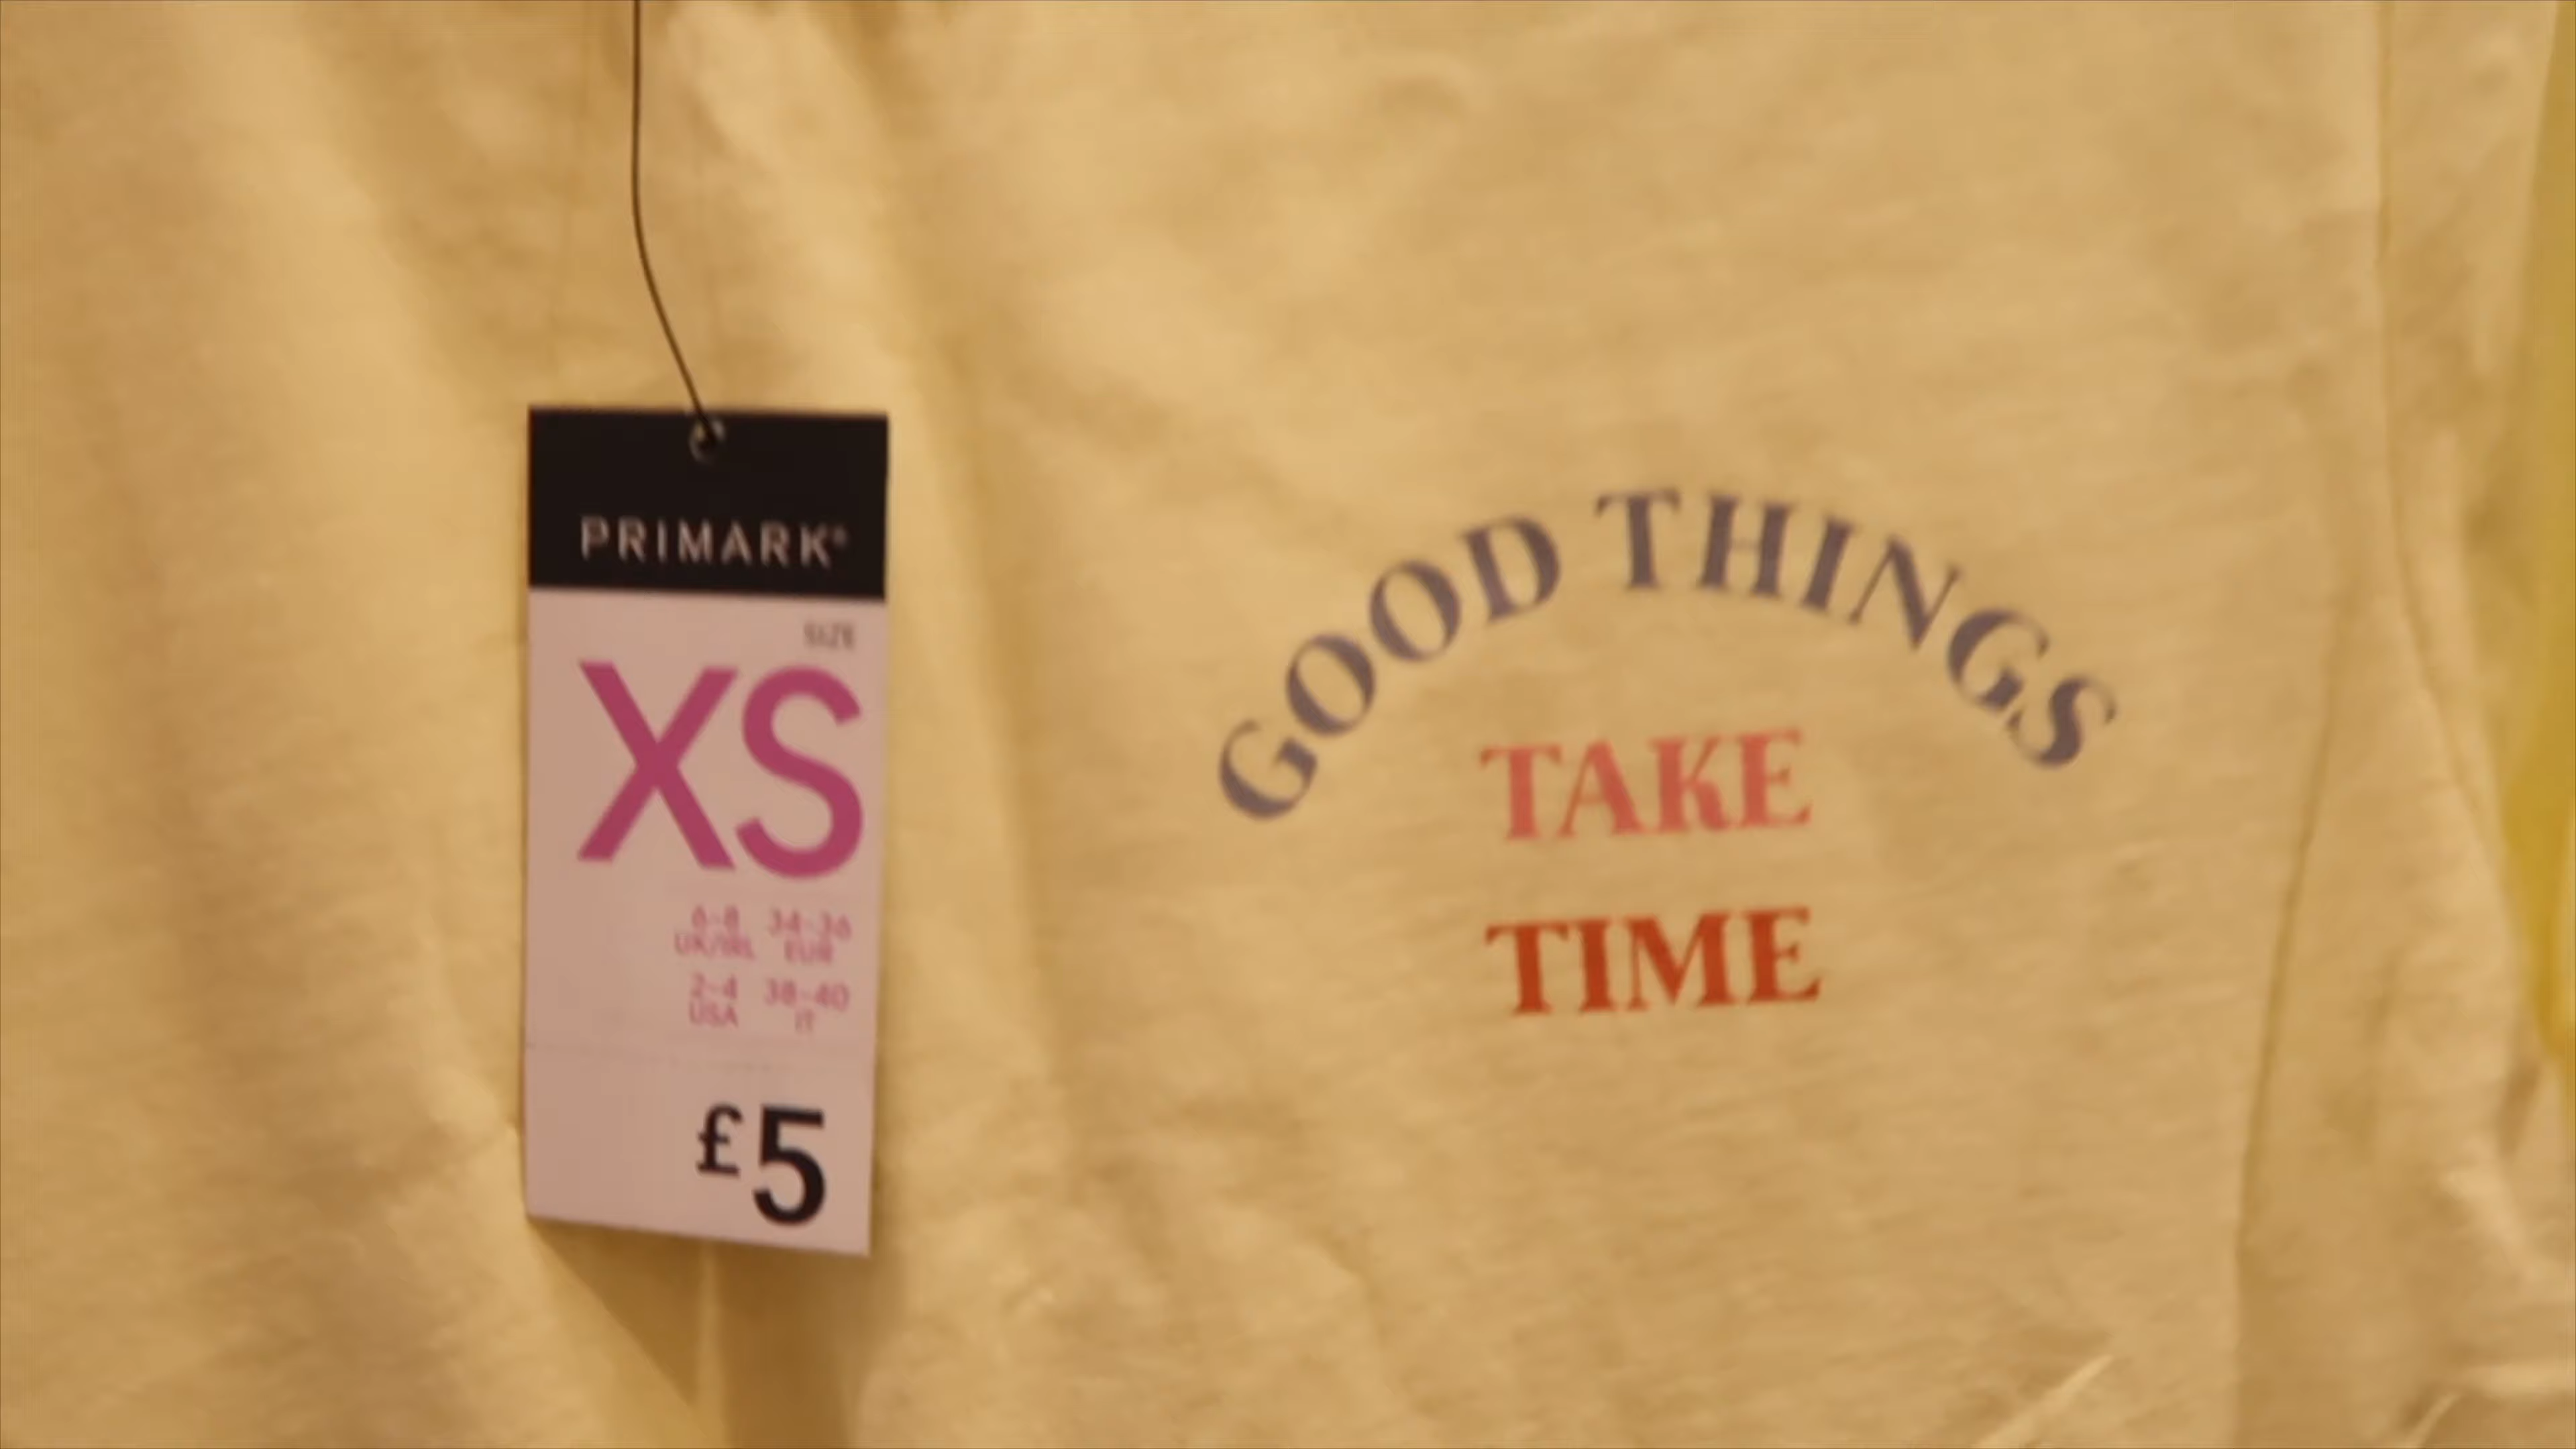 PRIMARK®
SIZE
XS
6-8 34-36
UK/IRL EUR
2-4 38-40
USA IT
£5
GOOD THINGS
TAKE
TIME